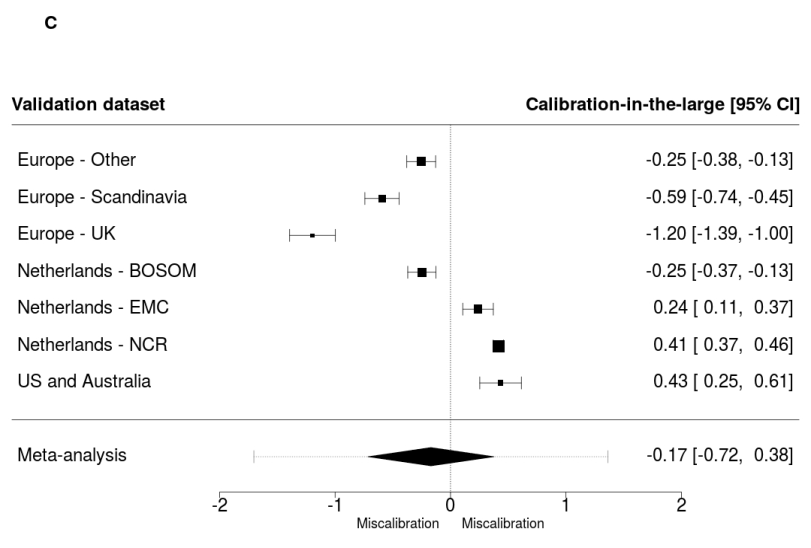 C
Validation dataset Calibration-in-the-large [95% CI]
Europe - Other -0.25 [-0.38, -0.13]
Europe - Scandinavia -0.59 [-0.74, -0.45]
Europe - UK -1.20 [-1.39, -1.00]
Netherlands - BOSOM -0.25 [-0.37, -0.13]
Netherlands - EMC 0.24 [ 0.11, 0.37]
Netherlands - NCR 0.41 [ 0.37, 0.46]
US and Australia 0.43 [ 0.25, 0.61]
Meta-analysis -0.17 [-0.72, 0.38]
-2 -1 0 1 2
Miscalibration Miscalibration